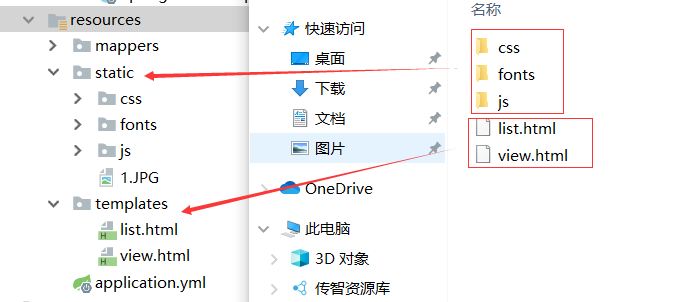 resources
mappers
static
css
fonts
js
1.JPG
templates
list.html
view.html
application.yml
快速访问
桌面
下载
文档
图片
OneDrive
此电脑
3D 对象
传智资源库
名称
css
fonts
js
list.html
view.html